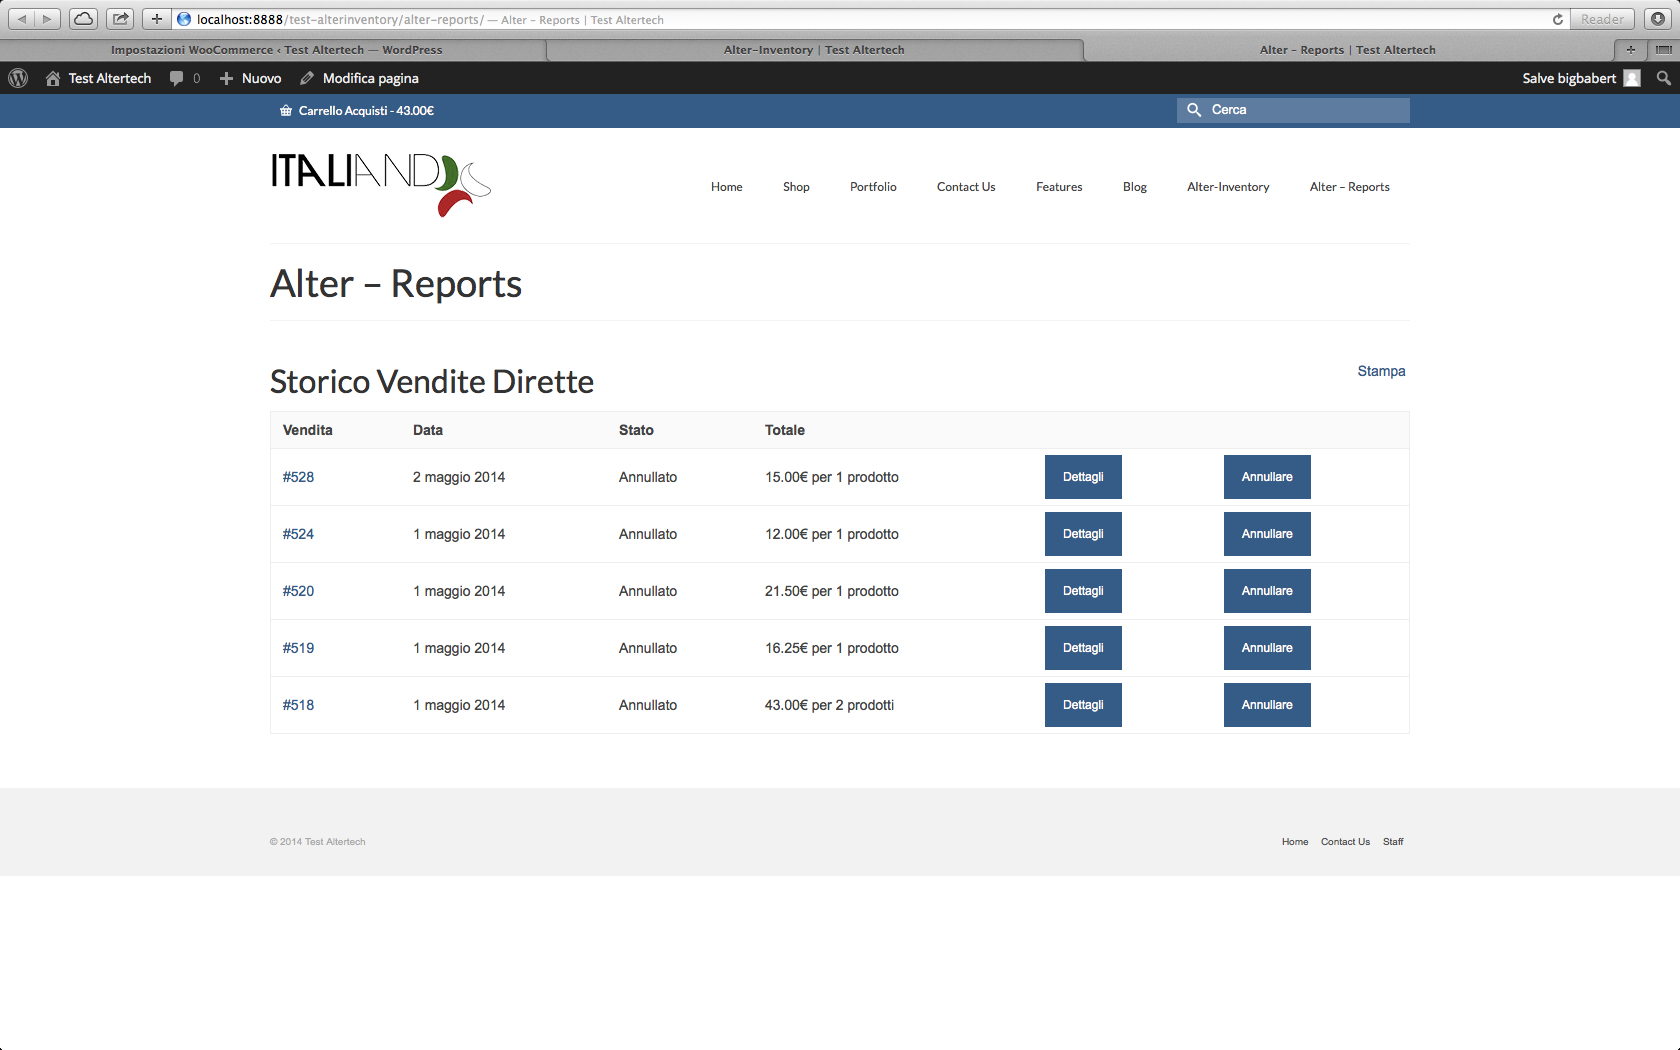 localhost:8888/test-alterinventory/alter-reports/ — Alter – Reports | Test Altertech
Reader
Impostazioni WooCommerce ‹ Test Altertech — WordPress
Alter-Inventory | Test Altertech
Alter – Reports | Test Altertech
Test Altertech
0
Nuovo
Modifica pagina
Salve bigbabert
Carrello Acquisti - 43.00€
Cerca
ITALIAND
Home
Shop
Portfolio
Contact Us
Features
Blog
Alter-Inventory
Alter – Reports
Alter – Reports
Stampa
Storico Vendite Dirette
Vendita Data Stato Totale
#528 2 maggio 2014 Annullato 15.00€ per 1 prodotto Dettagli Annullare
#524 1 maggio 2014 Annullato 12.00€ per 1 prodotto Dettagli Annullare
#520 1 maggio 2014 Annullato 21.50€ per 1 prodotto Dettagli Annullare
#519 1 maggio 2014 Annullato 16.25€ per 1 prodotto Dettagli Annullare
#518 1 maggio 2014 Annullato 43.00€ per 2 prodotti Dettagli Annullare
© 2014 Test Altertech
Home Contact Us Staff